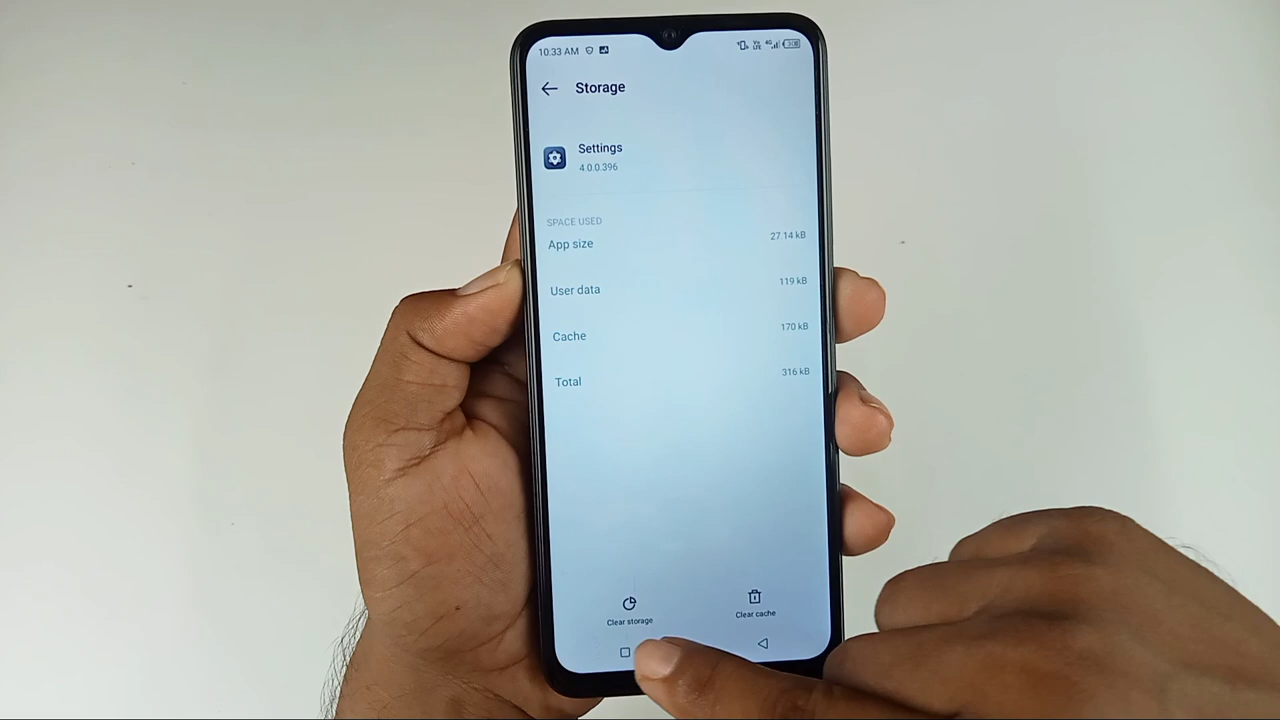 10:33 AM
Storage
Settings
4.0.0.396
SPACE USED
App size 27.14 kB
User data 119 kB
Cache 170 kB
Total 316 kB
Clear storage
Clear cache